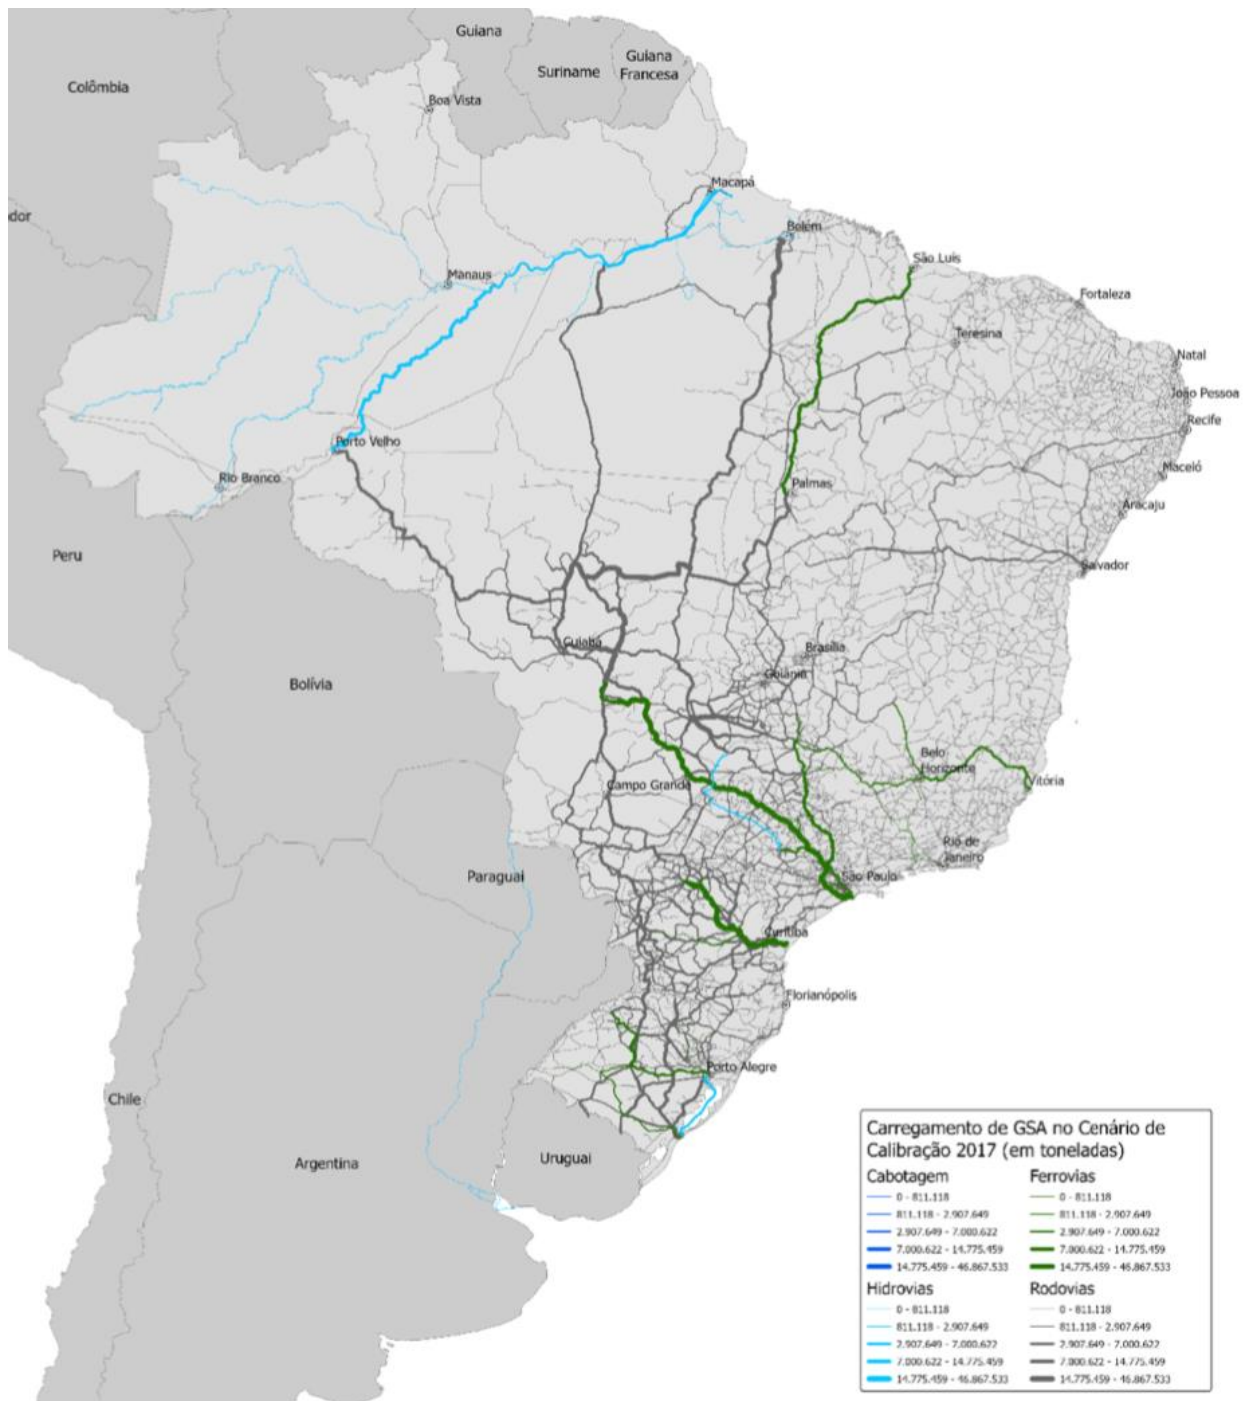 Guiana
Suriname
Guiana
Francesa
Colômbia
Boa Vista
Macapá
dor
Belém
São Luís
Manaus
Fortaleza
Teresina
Natal
João Pessoa
Recife
Porto Velho
Maceió
Rio Branco
Palmas
Aracaju
Peru
Salvador
Cuiabá
Brasília
Goiânia
Bolívia
Belo
Horizonte
Vitória
Campo Grande
Rio de
Janeiro
Paraguai
São Paulo
Curitiba
Florianópolis
Porto Alegre
Chile
Argentina
Uruguai
Carregamento de GSA no Cenário de
Calibração 2017 (em toneladas)
Cabotagem
0 - 811.118
811.118 - 2.907.649
2.907.649 - 7.000.622
7.000.622 - 14.775.459
14.775.459 - 46.867.533
Ferrovias
0 - 811.118
811.118 - 2.907.649
2.907.649 - 7.000.622
7.000.622 - 14.775.459
14.775.459 - 46.867.533
Hidrovias
0 - 811.118
811.118 - 2.907.649
2.907.649 - 7.000.622
7.000.622 - 14.775.459
14.775.459 - 46.867.533
Rodovias
0 - 811.118
811.118 - 2.907.649
2.907.649 - 7.000.622
7.000.622 - 14.775.459
14.775.459 - 46.867.533